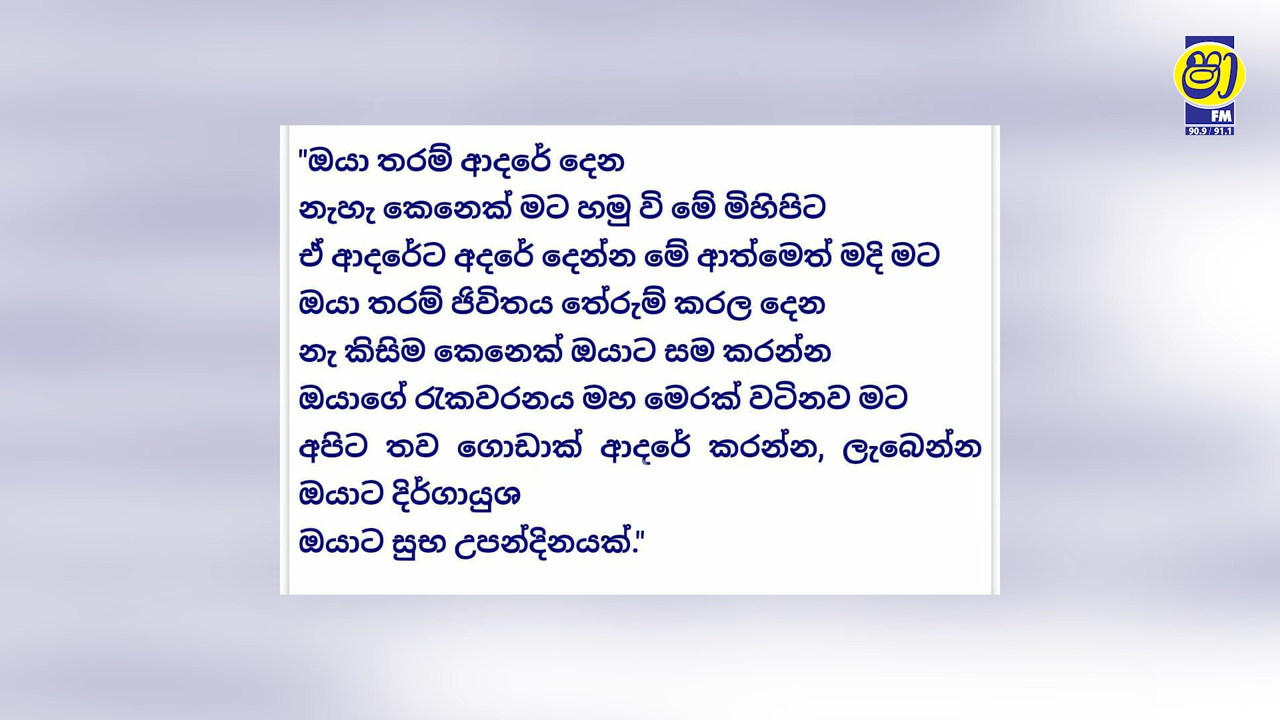 ෂා
FM
90.9 / 91.1
"ඔයා තරම් ආදරේ දෙන
නැහැ කෙනෙක් මට හමු වි මේ මිහිපිට
ඒ ආදරේට අදරේ දෙන්න මේ ආත්මෙත් මදි මට
ඔයා තරම් ජිවිතය තේරුම් කරල දෙන
නැ කිසිම කෙනෙක් ඔයාට සම කරන්න
ඔයාගේ රැකවරනය මහ මෙරක් වටිනව මට
අපිට තව ගොඩාක් ආදරේ කරන්න, ලැබෙන්න
ඔයාට දිර්ගායුශ
ඔයාට සුභ උපන්දිනයක්."